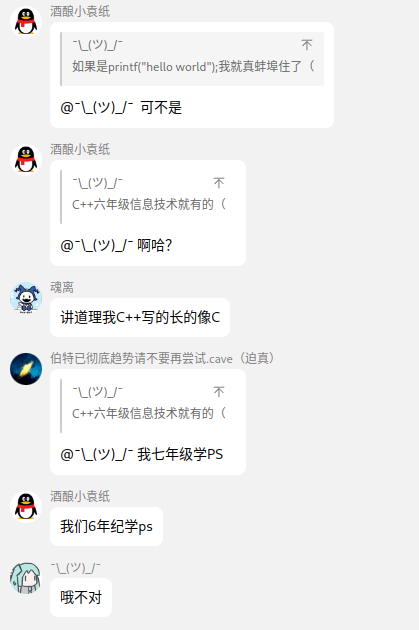 酒酿小袁纸
¯\_(ツ)_/¯ 不
如果是printf("hello world");我就真蚌埠住了（
@¯\_(ツ)_/¯ 可不是
酒酿小袁纸
¯\_(ツ)_/¯ 不
C++六年级信息技术就有的（
@¯\_(ツ)_/¯ 啊哈？
魂离
讲道理我C++写的长的像C
伯特已彻底趋势请不要再尝试.cave（迫真）
¯\_(ツ)_/¯ 不
C++六年级信息技术就有的（
@¯\_(ツ)_/¯ 我七年级学PS
酒酿小袁纸
我们6年纪学ps
¯\_(ツ)_/¯
哦不对